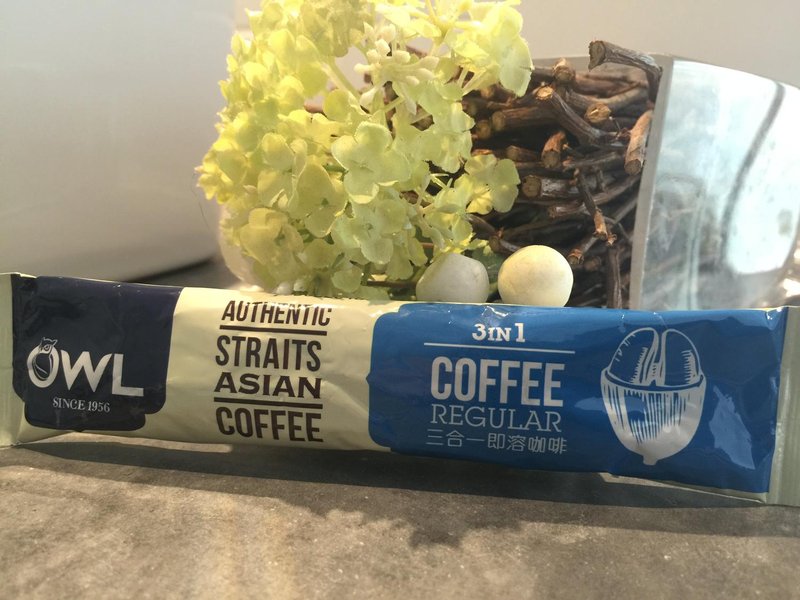 OWL
SINCE 1956
AUTHENTIC
STRAITS
ASIAN
COFFEE
3IN1
COFFEE
REGULAR
三合一即溶咖啡